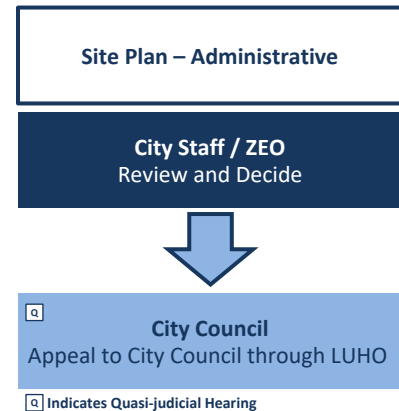 Site Plan – Administrative
City Staff / ZEO
Review and Decide
Q
City Council
Appeal to City Council through LUHO
Q Indicates Quasi-judicial Hearing